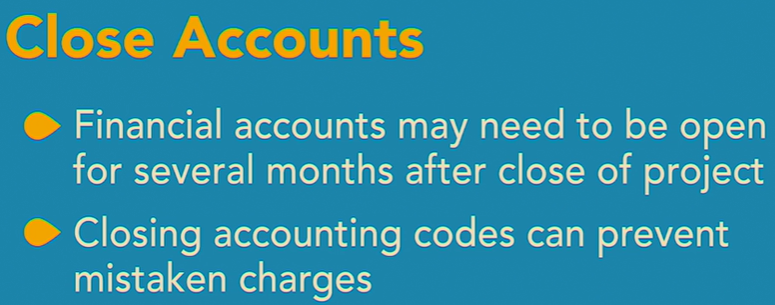 Close Accounts
Financial accounts may need to be open
for several months after close of project
Closing accounting codes can prevent
mistaken charges